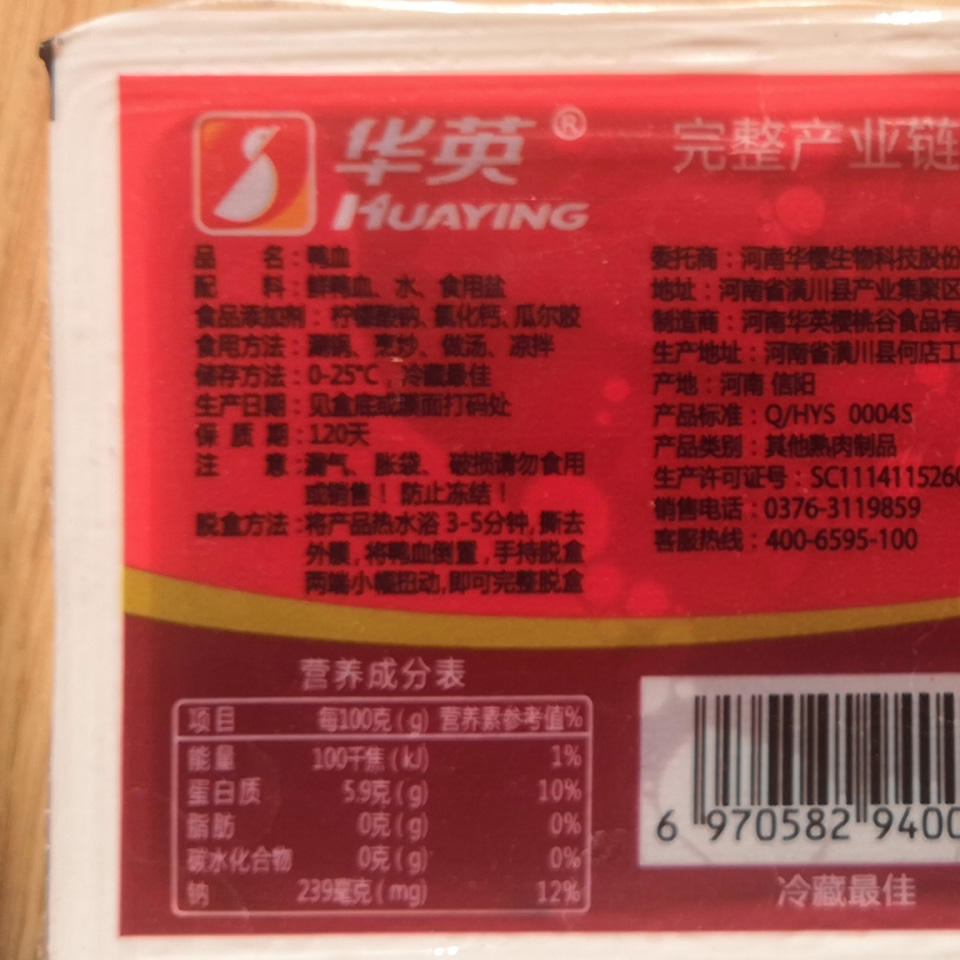 华英®
HUAYING
完整产业链
品 名：鸭血
配 料：鲜鸭血、水、食用盐
食品添加剂：柠檬酸钠、氯化钙、瓜尔胶
食用方法：涮锅、烹炒、做汤、凉拌
储存方法：0-25℃，冷藏最佳
生产日期：见盒底或膜面打码处
保 质 期：120天
注 意：漏气、胀袋、破损请勿食用
或销售！防止冻结！
脱盒方法：将产品热水浴 3-5分钟，撕去
外膜，将鸭血倒置，手持脱盒
两端小幅扭动，即可完整脱盒
委托商：河南华樱生物科技股份
地址：河南省潢川县产业集聚区
制造商：河南华英樱桃谷食品有
生产地址：河南省潢川县何店工
产地：河南 信阳
产品标准：Q/HYS 0004S
产品类别：其他熟肉制品
生产许可证号：SC111411526
销售电话：0376-3119859
客服热线：400-6595-100
营养成分表
项目 每100克(g) 营养素参考值%
能量 100千焦(kJ) 1%
蛋白质 5.9克(g) 10%
脂肪 0克(g) 0%
碳水化合物 0克(g) 0%
钠 239毫克(mg) 12%
6 970582 9400
冷藏最佳